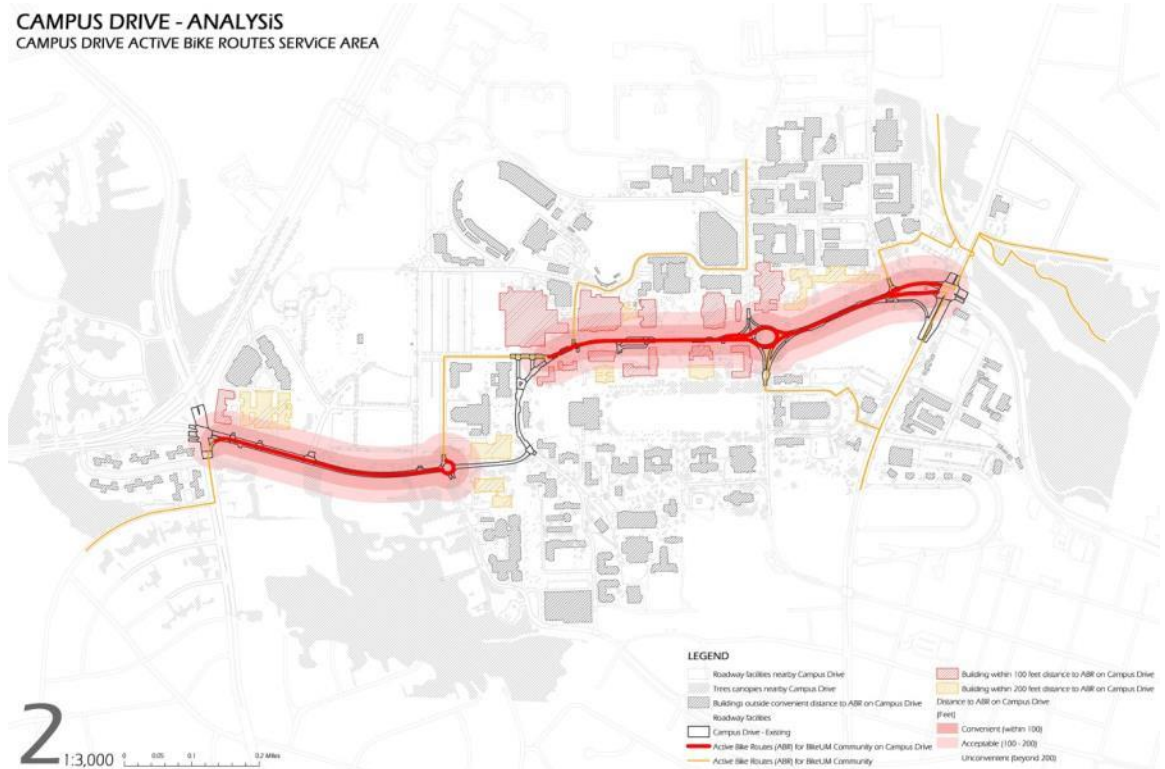 CAMPUS DRIVE - ANALYSiS
CAMPUS DRIVE ACTiVE BiKE ROUTES SERViCE AREA
LEGEND
Roadway facilities nearby Campus Drive
Trees canopies nearby Campus Drive
Buildings outside convenient distance to ABR on Campus Drive
Roadway facilities
Campus Drive - Existing
Active Bike Routes (ABR) for BikeUM Community on Campus Drive
Active Bike Routes (ABR) for BikeUM Community
Building within 100 feet distance to ABR on Campus Drive
Building within 200 feet distance to ABR on Campus Drive
Distance to ABR on Campus Drive
[Feet]
Convenient (within 100)
Acceptable (100 - 200)
Unconvenient (beyond 200)
2 1:3,000
0 0.05 0.1 0.2 Miles